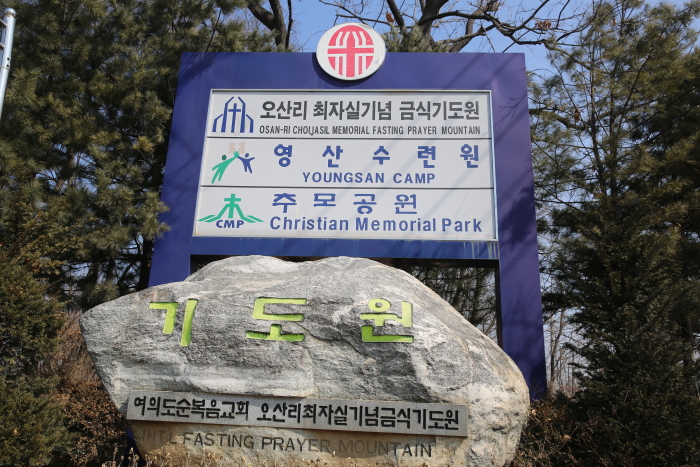 오산리 최자실기념 금식기도원
OSAN-RI CHOIJASIL MEMORIAL FASTING PRAYER MOUNTAIN
영산수련원
YOUNGSAN CAMP
추모공원
CMP Christian Memorial Park
기도원
여의도순복음교회 오산리최자실기념금식기도원
INT'L FASTING PRAYER MOUNTAIN